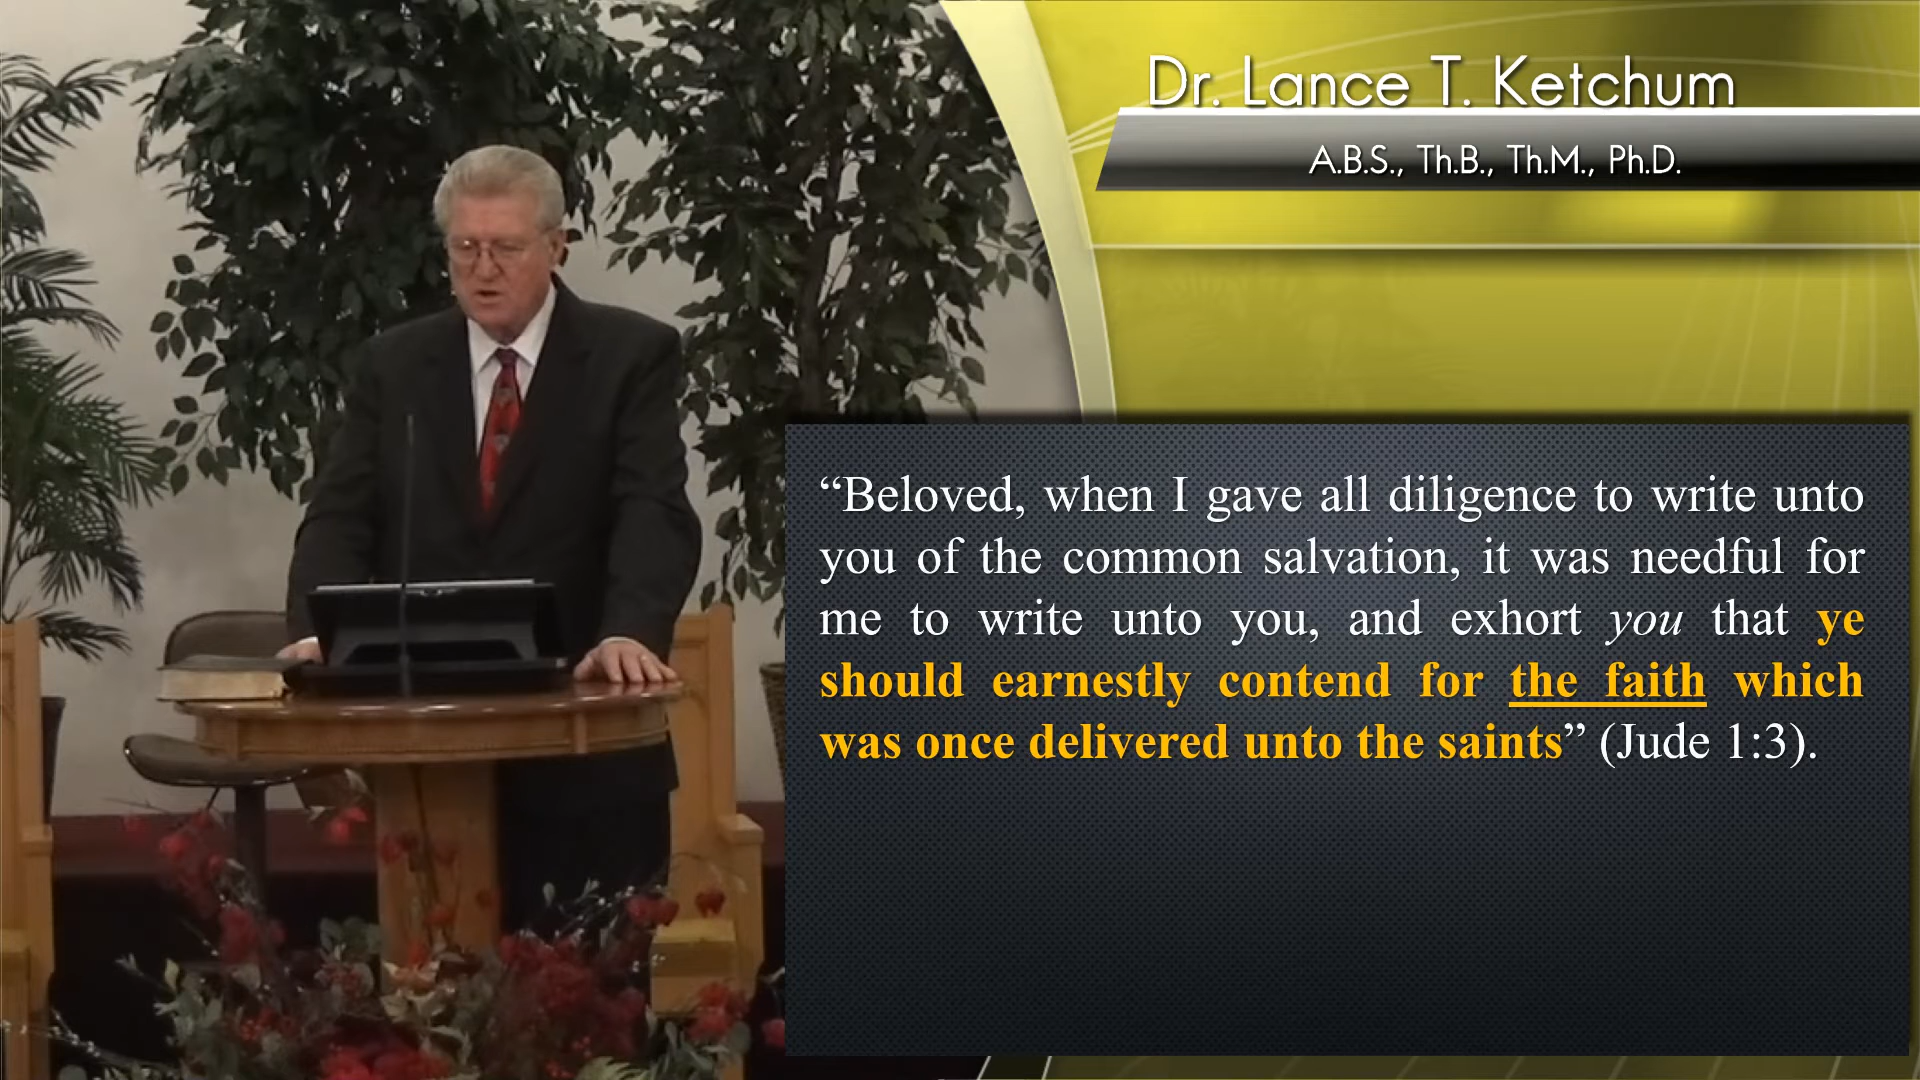 Dr. Lance T. Ketchum
A.B.S., Th.B., Th.M., Ph.D.
“Beloved, when I gave all diligence to write unto
you of the common salvation, it was needful for
me to write unto you, and exhort you that ye
should earnestly contend for the faith which
was once delivered unto the saints” (Jude 1:3).